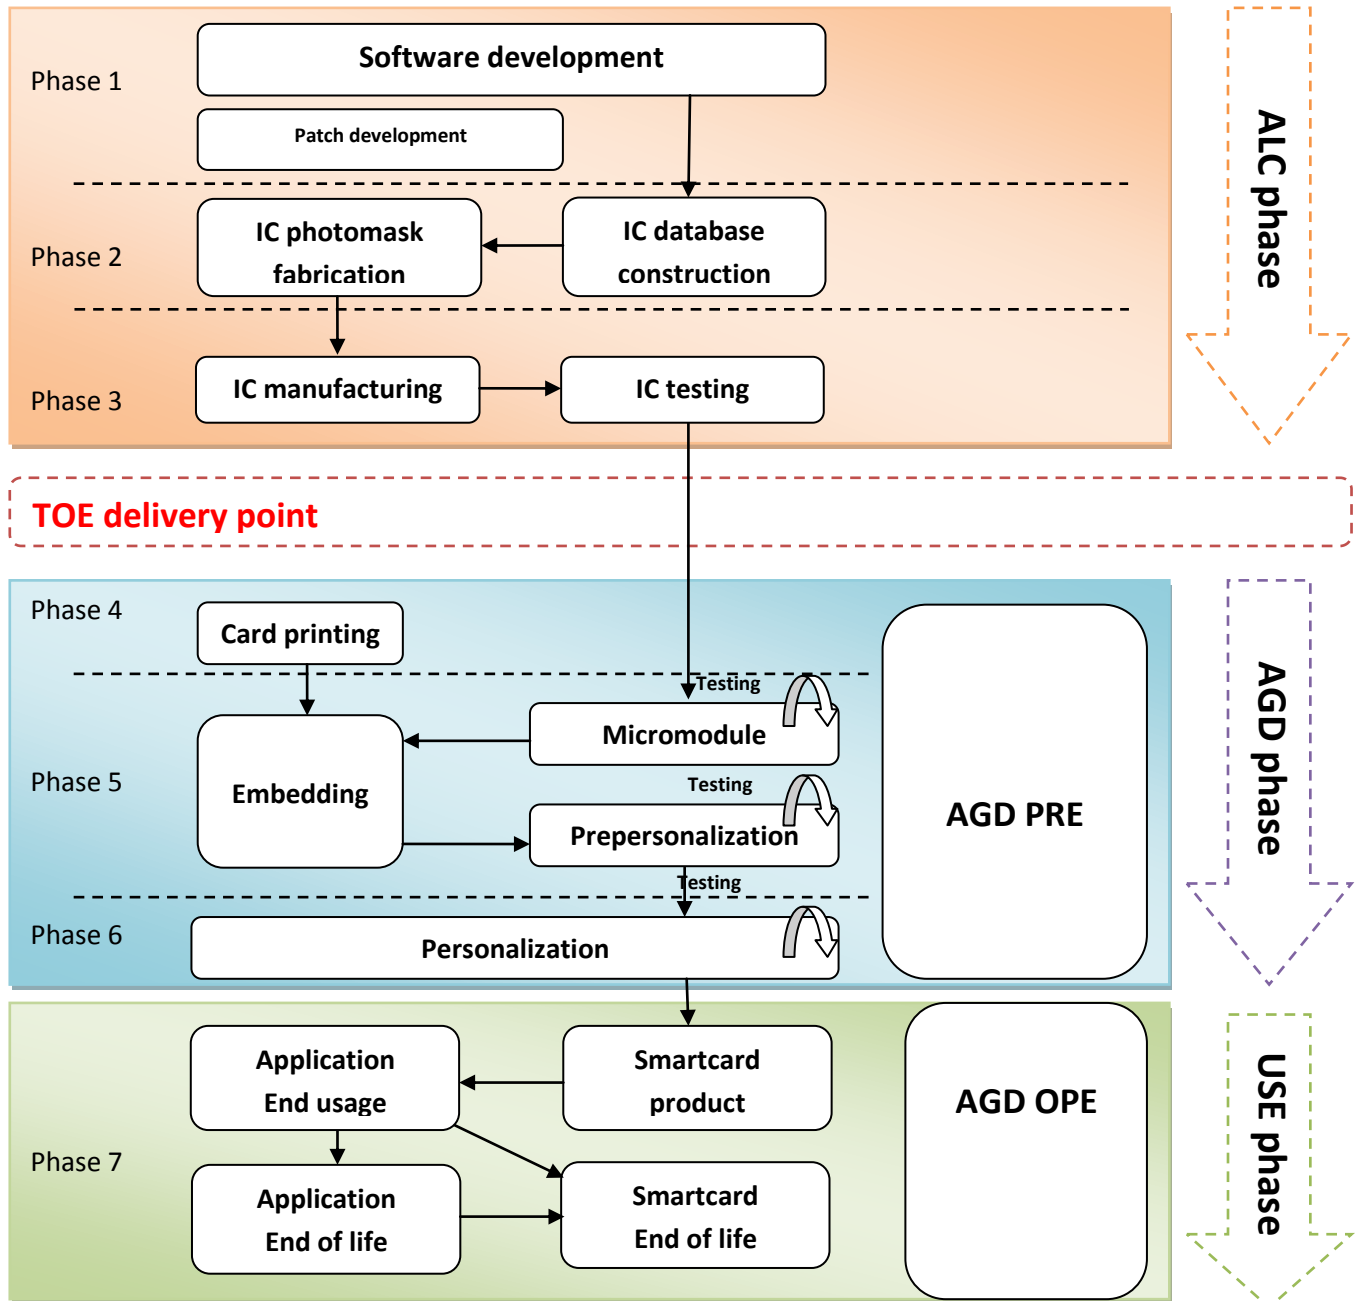 Software development
Phase 1
Patch development
ALC phase
IC photomask
fabrication
IC database
construction
Phase 2
IC manufacturing
IC testing
Phase 3
TOE delivery point
Phase 4
Card printing
Testing
Micromodule
AGD phase
Phase 5
Embedding
Testing
Prepersonalization
AGD PRE
Testing
Phase 6
Personalization
Application
End usage
Smartcard
product
AGD OPE
USE phase
Phase 7
Application
End of life
Smartcard
End of life